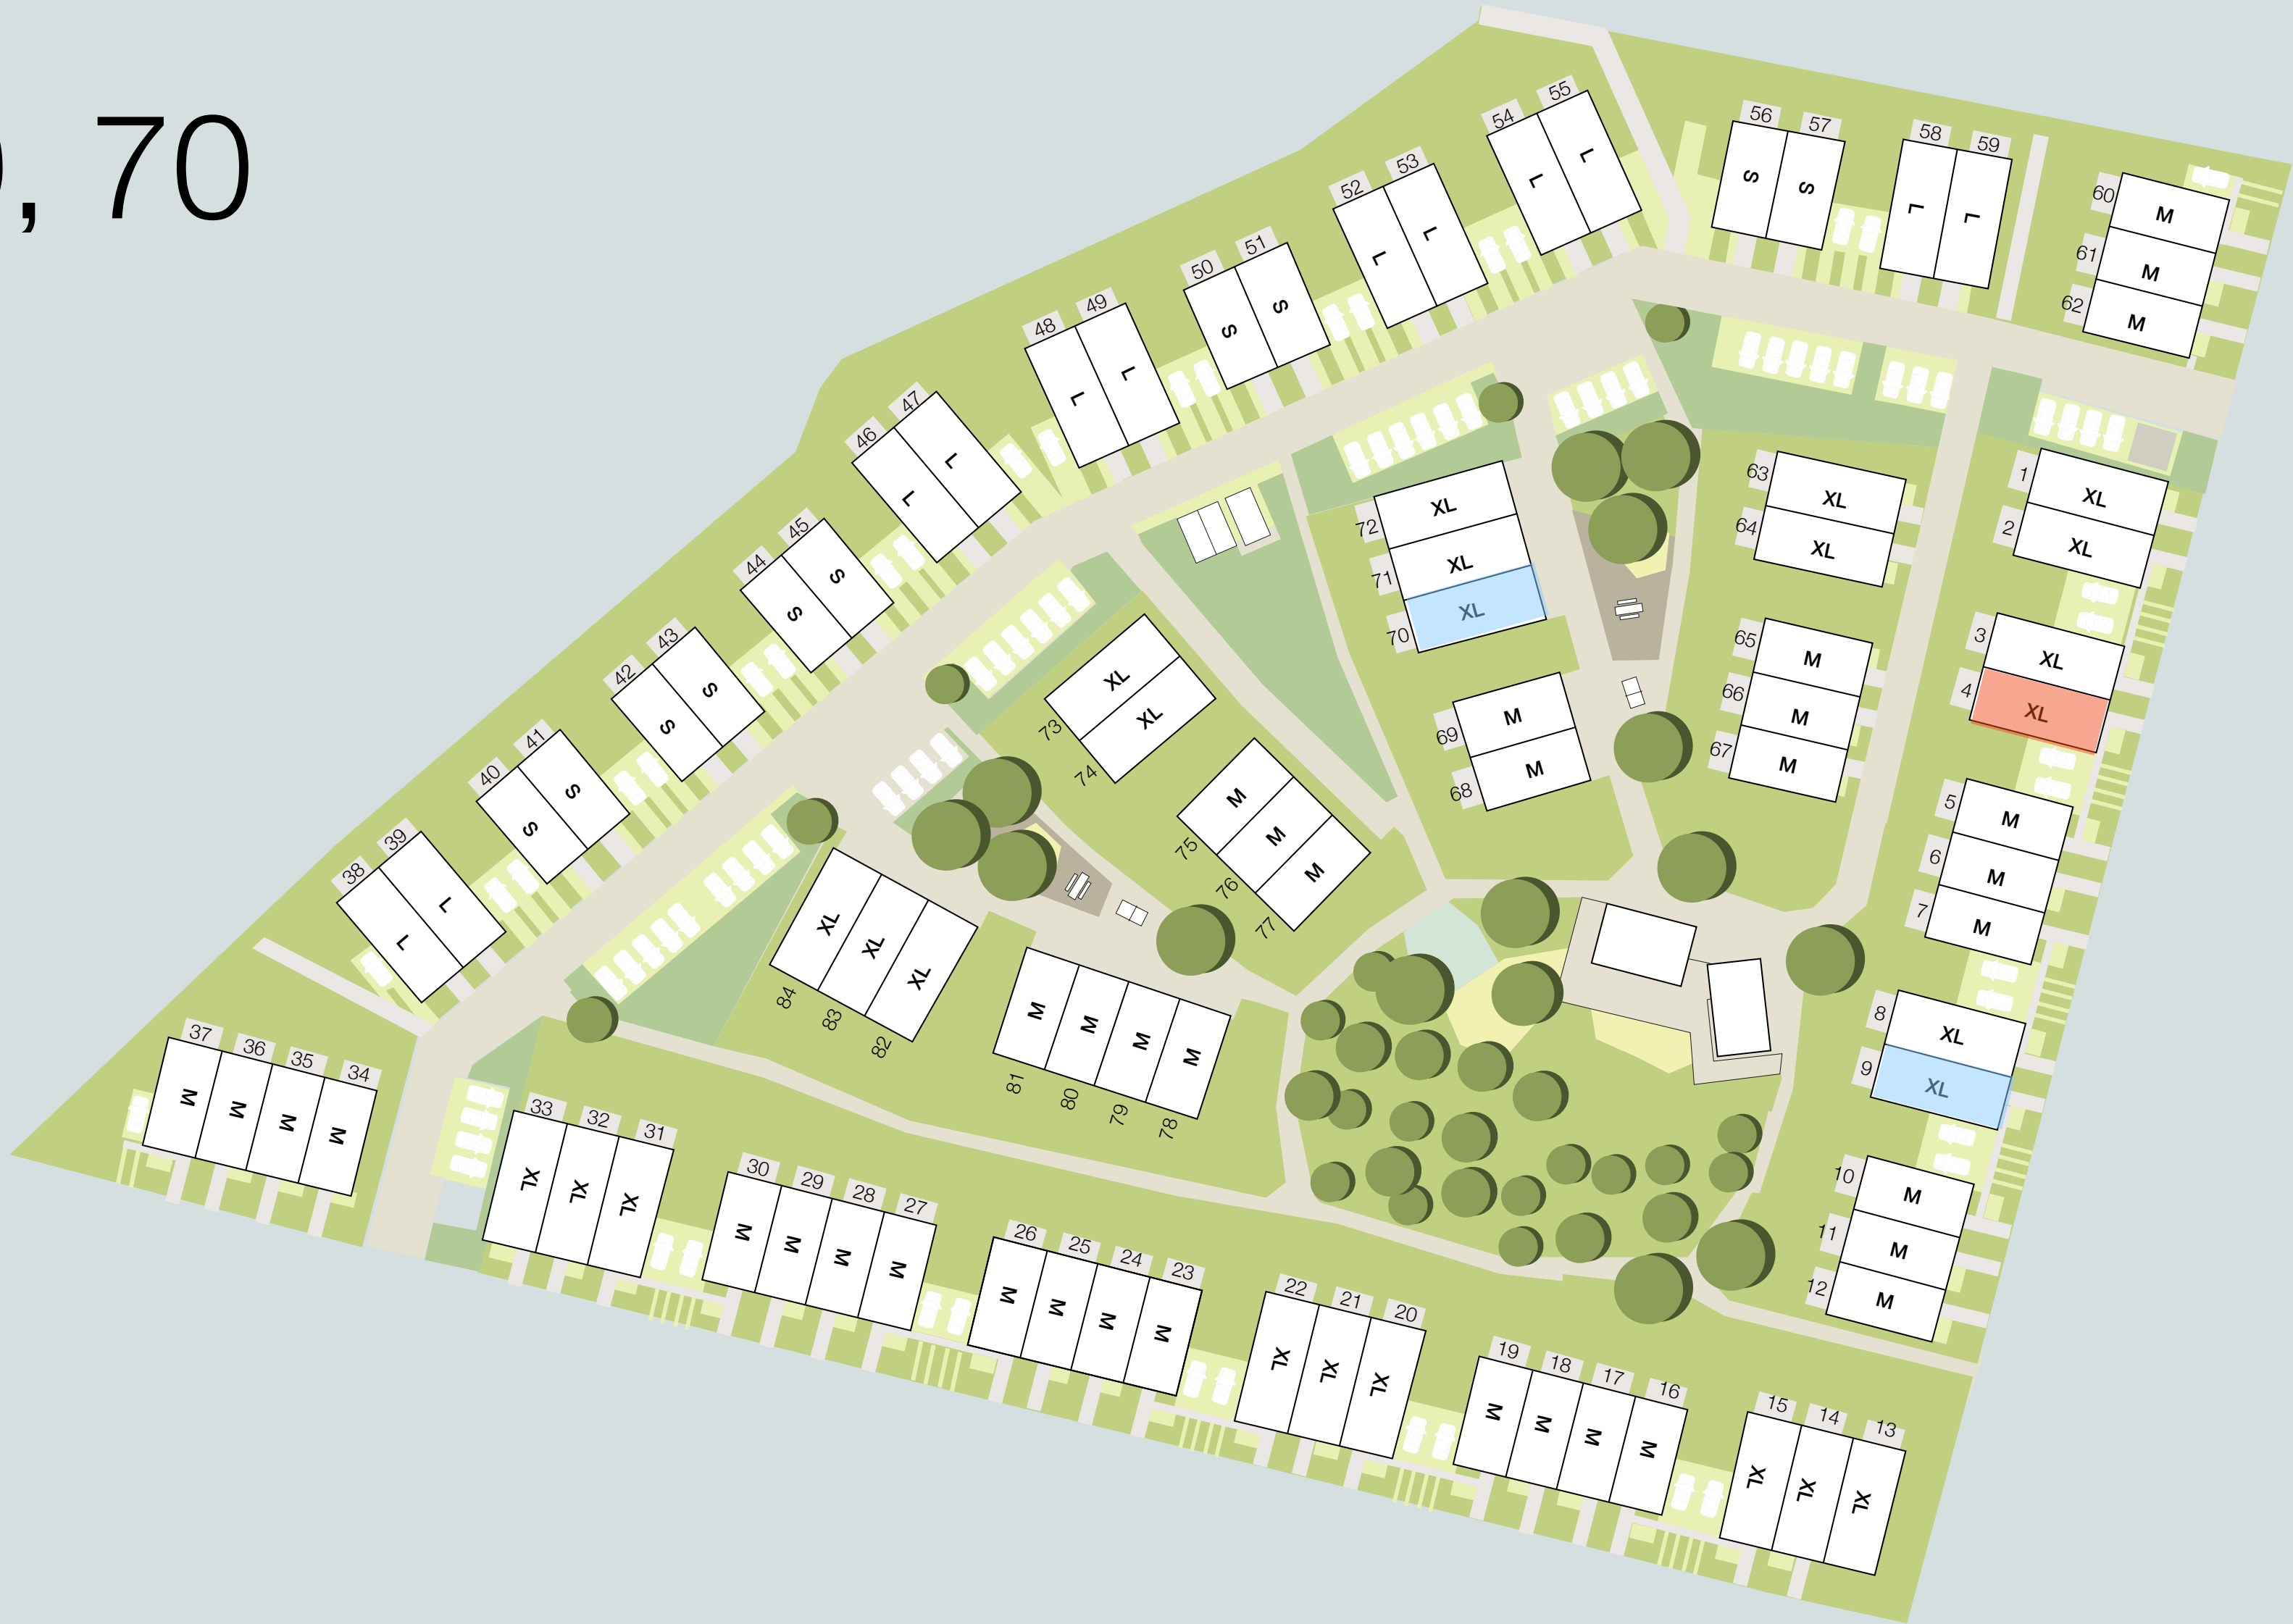 , 70
55
54
56
57
58
59
L
L
S
S
L
L
53
52
L
L
60
M
61
M
62
M
51
50
S
S
49
48
L
L
47
46
L
L
45
44
S
S
43
42
S
S
41
40
S
S
39
38
L
L
72
XL
71
XL
70
XL
69
M
68
M
63
XL
64
XL
65
M
66
M
67
M
1
XL
2
XL
3
XL
4
XL
5
M
6
M
7
M
8
XL
9
XL
10
M
11
M
12
M
73
XL
74
XL
75
M
76
M
77
M
84
XL
83
XL
82
XL
81
M
80
M
79
M
78
M
37
36
35
34
M
M
M
M
33
32
31
XL
XL
XL
30
29
28
27
M
M
M
M
26
25
24
23
M
M
M
M
22
21
20
XL
XL
XL
19
18
17
16
M
M
M
M
15
14
13
XL
XL
XL